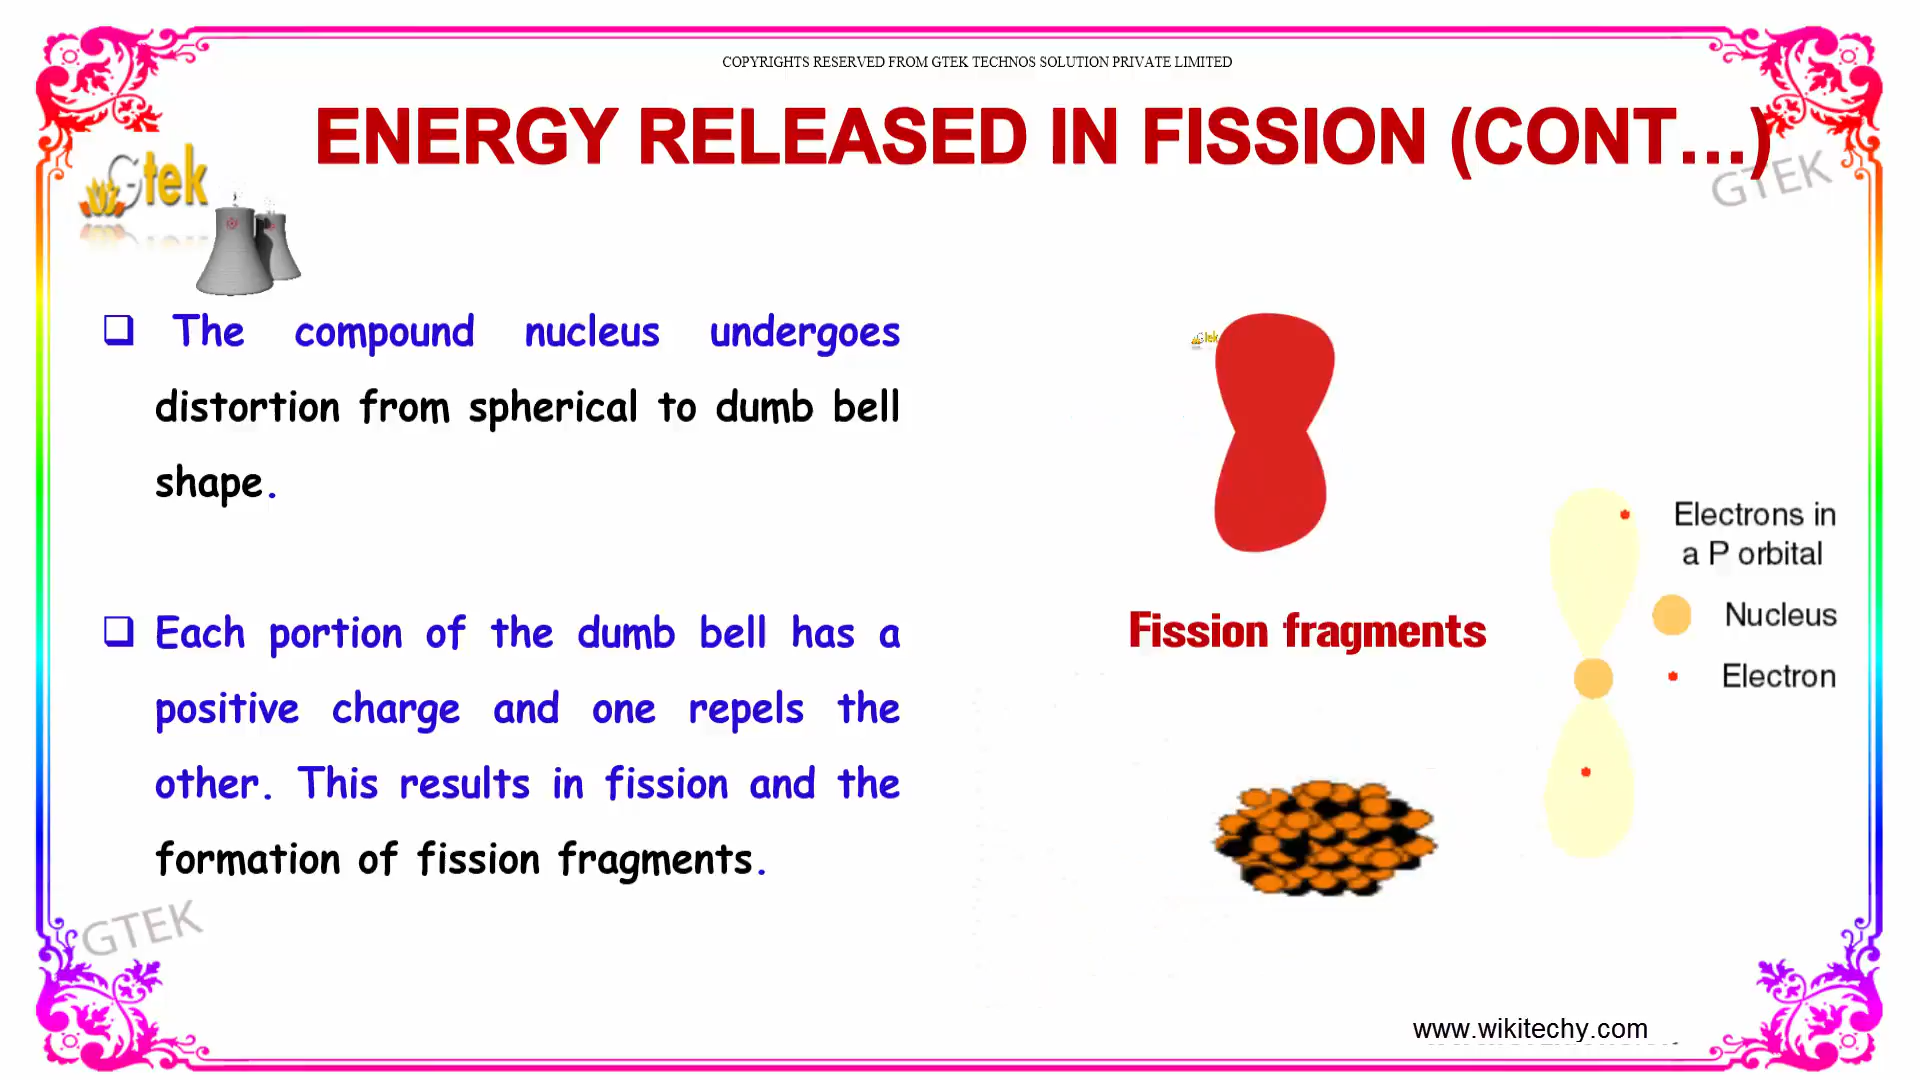 COPYRIGHTS RESERVED FROM GTEK TECHNOS SOLUTION PRIVATE LIMITED
ENERGY RELEASED IN FISSION (CONT...)
Gtek
GTEK
The compound nucleus undergoes
distortion from spherical to dumb bell
shape.
Gtek
Electrons in
a P orbital
Nucleus
Electron
Fission fragments
Each portion of the dumb bell has a
positive charge and one repels the
other. This results in fission and the
formation of fission fragments.
GTEK
www.wikitechy.com